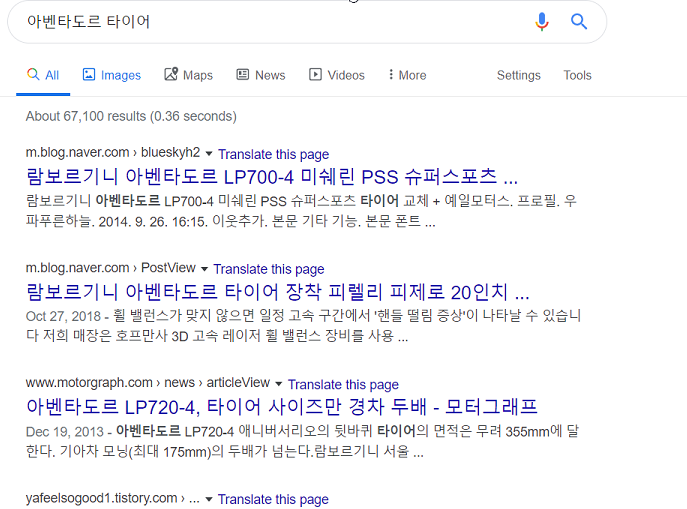 아벤타도르 타이어
All Images Maps News Videos More Settings Tools
About 67,100 results (0.36 seconds)
m.blog.naver.com › blueskyh2 Translate this page
람보르기니 아벤타도르 LP700-4 미쉐린 PSS 슈퍼스포츠 ...
람보르기니 아벤타도르 LP700-4 미쉐린 PSS 슈퍼스포츠 타이어 교체 + 예일모터스. 프로필. 우
파푸른하늘. 2014. 9. 26. 16:15. 이웃추가. 본문 기타 기능. 본문 폰트 ...
m.blog.naver.com › PostView Translate this page
람보르기니 아벤타도르 타이어 장착 피렐리 피제로 20인치 ...
Oct 27, 2018 - 휠 밸런스가 맞지 않으면 일정 고속 구간에서 '핸들 떨림 증상'이 나타날 수 있습니
다 저희 매장은 호프만사 3D 고속 레이저 휠 밸런스 장비를 사용 ...
www.motorgraph.com › news › articleView Translate this page
아벤타도르 LP720-4, 타이어 사이즈만 경차 두배 - 모터그래프
Dec 19, 2013 - 아벤타도르 LP720-4 애니버서리오의 뒷바퀴 타이어의 면적은 무려 355mm에 달
한다. 기아차 모닝(최대 175mm)의 두배가 넘는다.람보르기니 서울 ...
yafeelsogood1.tistory.com › ... Translate this page